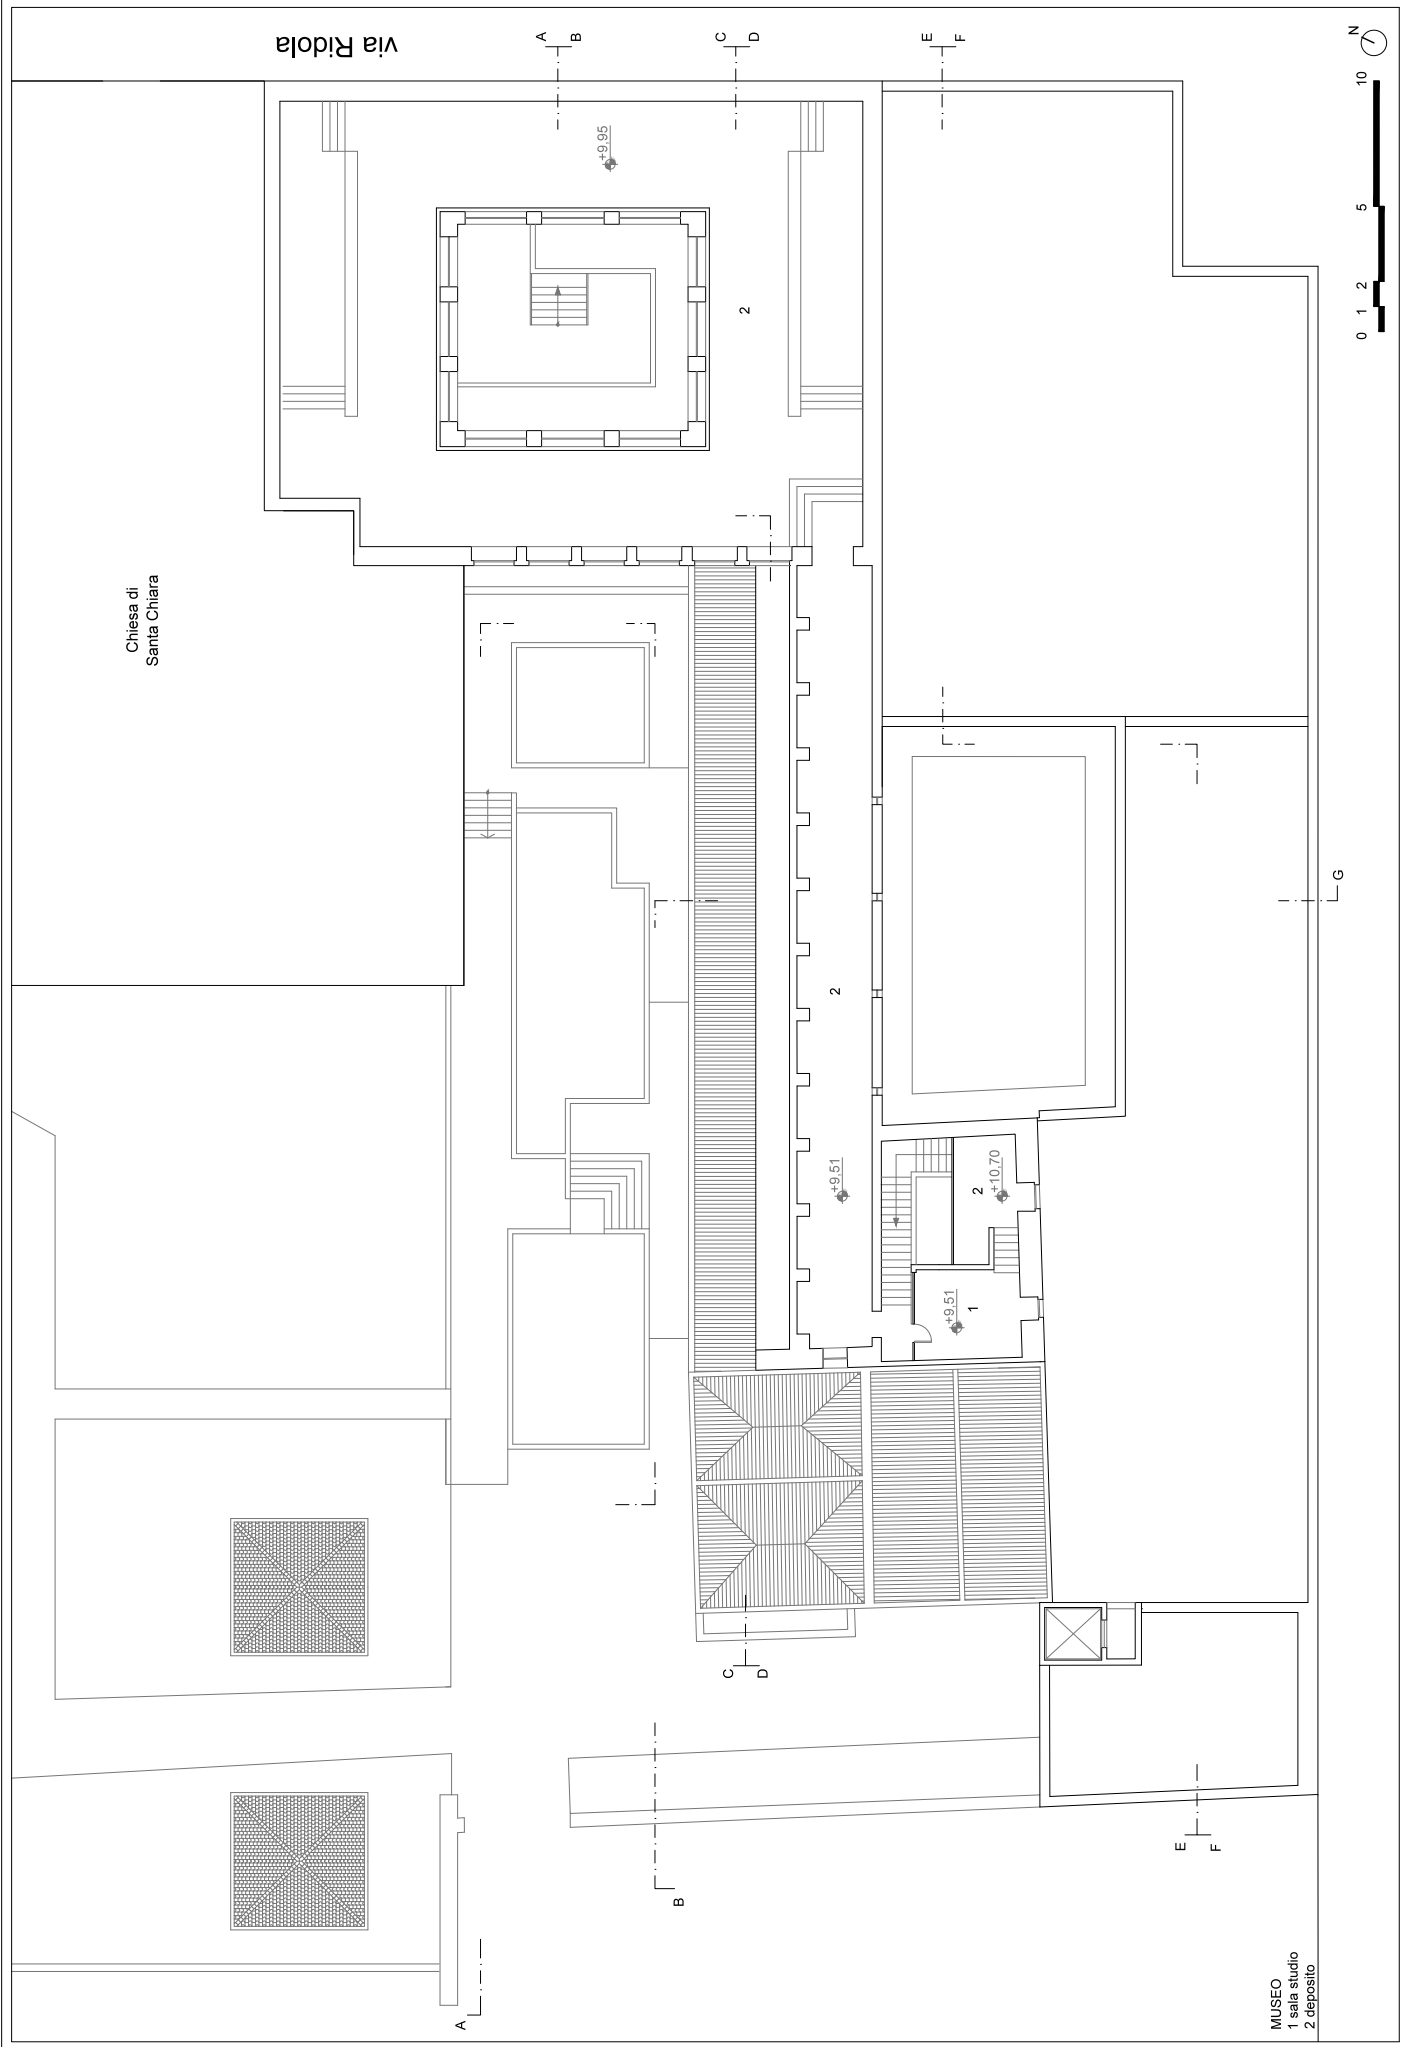 via Ridola
A
B
C
D
E
F
N
10
5
2
1
0
+9,95
2
Chiesa di
Santa Chiara
G
2
+9,51
2
+10,70
+9,51
1
C
D
E
F
B
A
MUSEO
1 sala studio
2 deposito